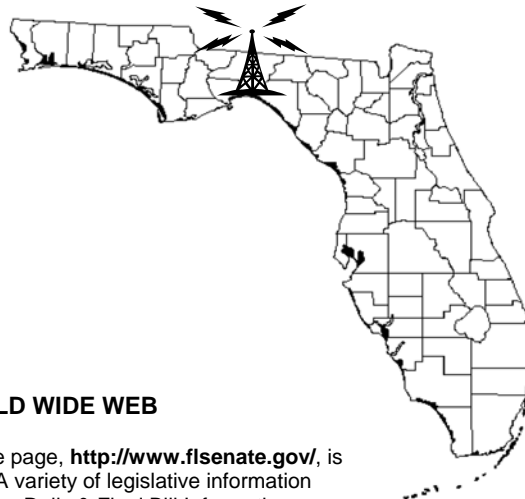 LD WIDE WEB
e page, http://www.flsenate.gov/, is
A variety of legislative information